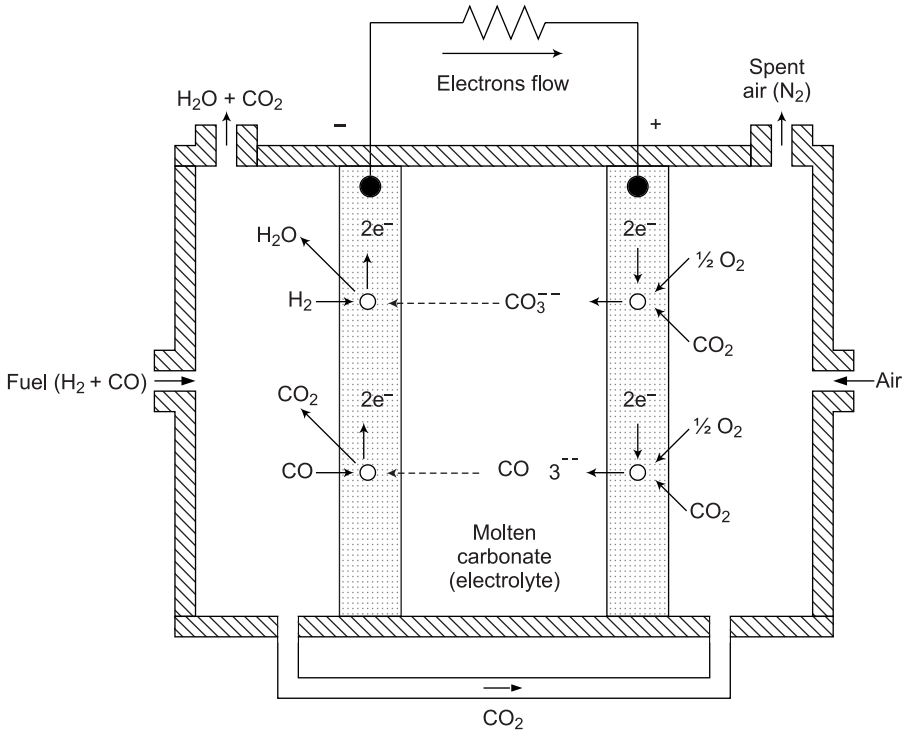 Electrons flow
H₂O + CO₂
Spent
air (N₂)
– +
2e⁻ 2e⁻
H₂O ½ O₂
H₂ CO₃⁻⁻
CO₂
Fuel (H₂ + CO) Air
CO₂ 2e⁻ 2e⁻
½ O₂
CO CO 3⁻⁻
CO₂
Molten
carbonate
(electrolyte)
CO₂